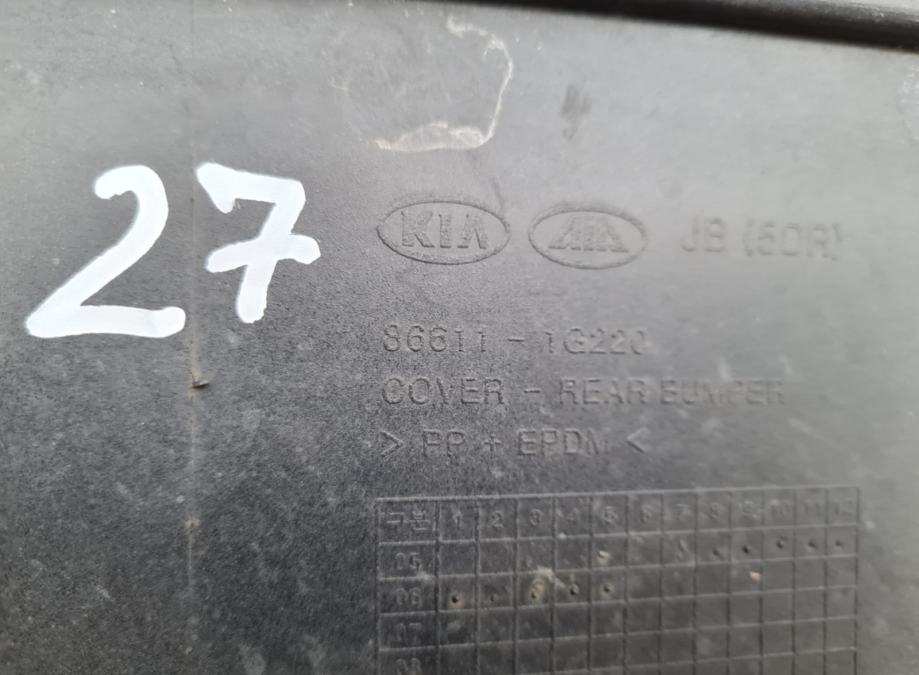 27
KIA JB (5DR)
86611 - 1G220
COVER - REAR BUMPER
> PP + EPDM <
구분 1 2 3 4 5 6 7 8 9 10 11 12
05
06
07
08